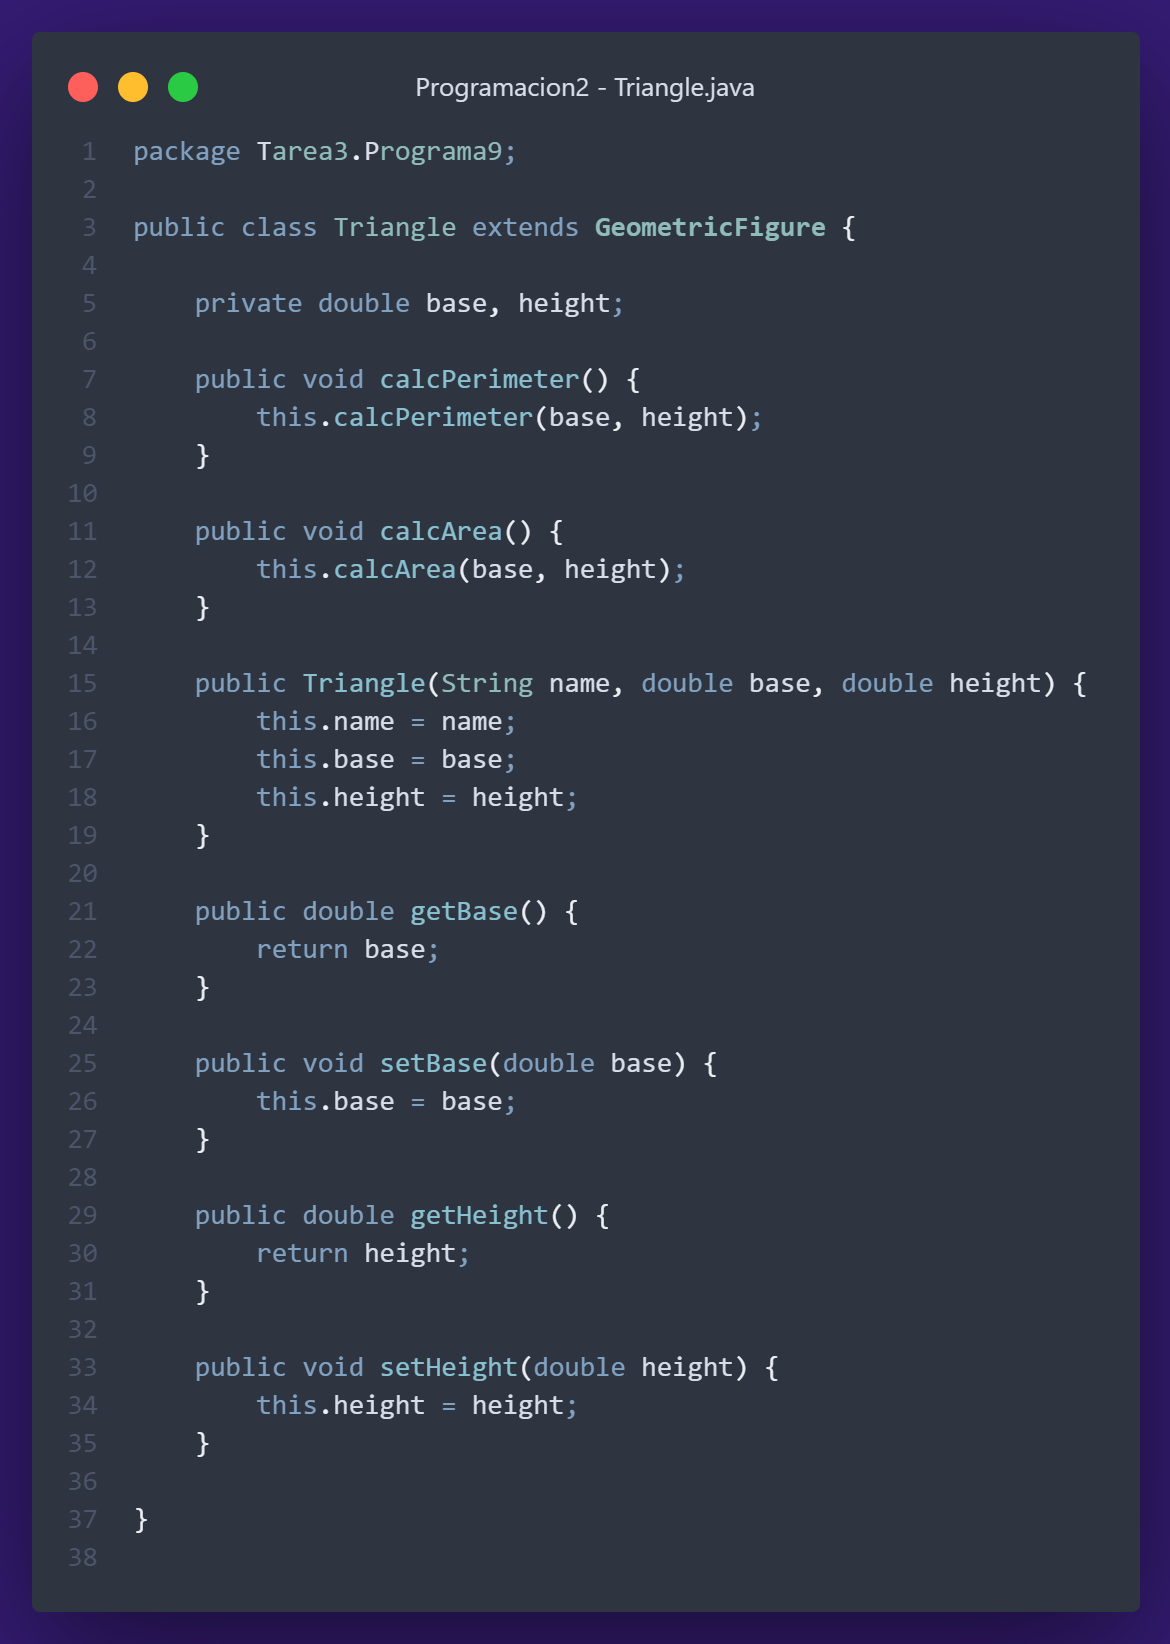 Programacion2 - Triangle.java
1 package Tarea3.Programa9;
2
3 public class Triangle extends GeometricFigure {
4
5     private double base, height;
6
7     public void calcPerimeter() {
8         this.calcPerimeter(base, height);
9     }
10
11     public void calcArea() {
12         this.calcArea(base, height);
13     }
14
15     public Triangle(String name, double base, double height) {
16         this.name = name;
17         this.base = base;
18         this.height = height;
19     }
20
21     public double getBase() {
22         return base;
23     }
24
25     public void setBase(double base) {
26         this.base = base;
27     }
28
29     public double getHeight() {
30         return height;
31     }
32
33     public void setHeight(double height) {
34         this.height = height;
35     }
36
37 }
38